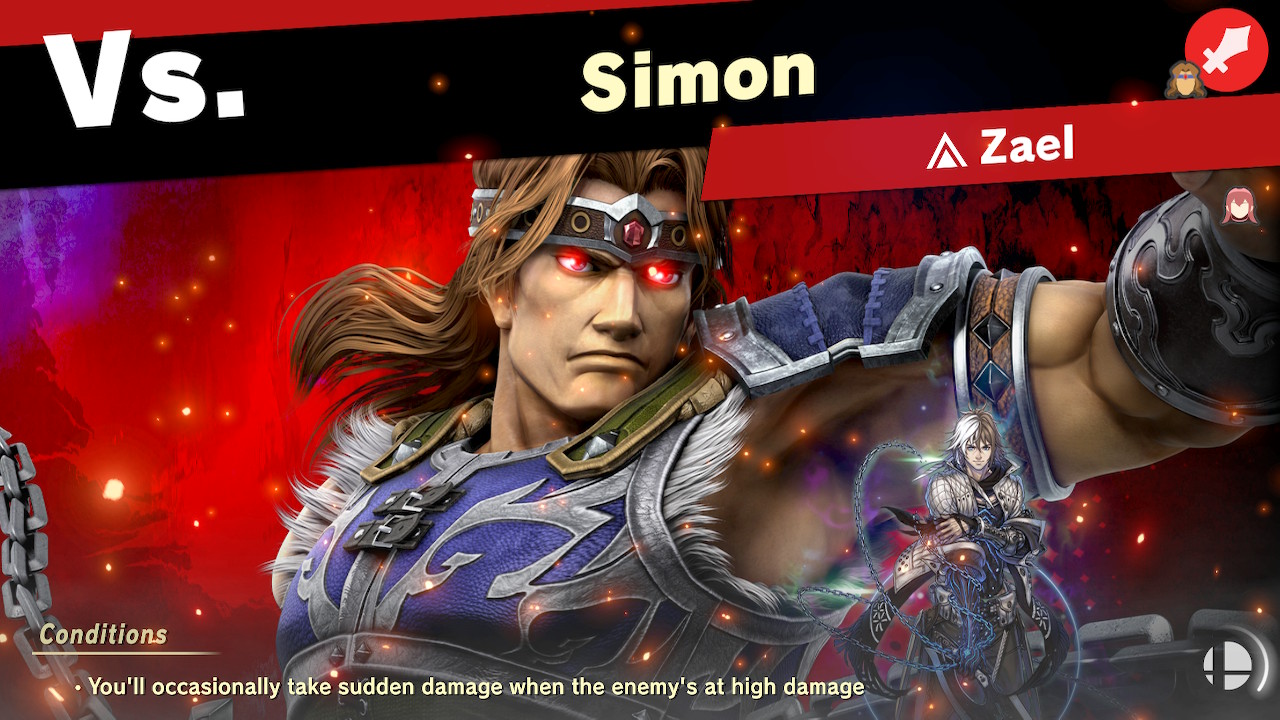 Vs.
Simon
Zael
Conditions
• You'll occasionally take sudden damage when the enemy's at high damage